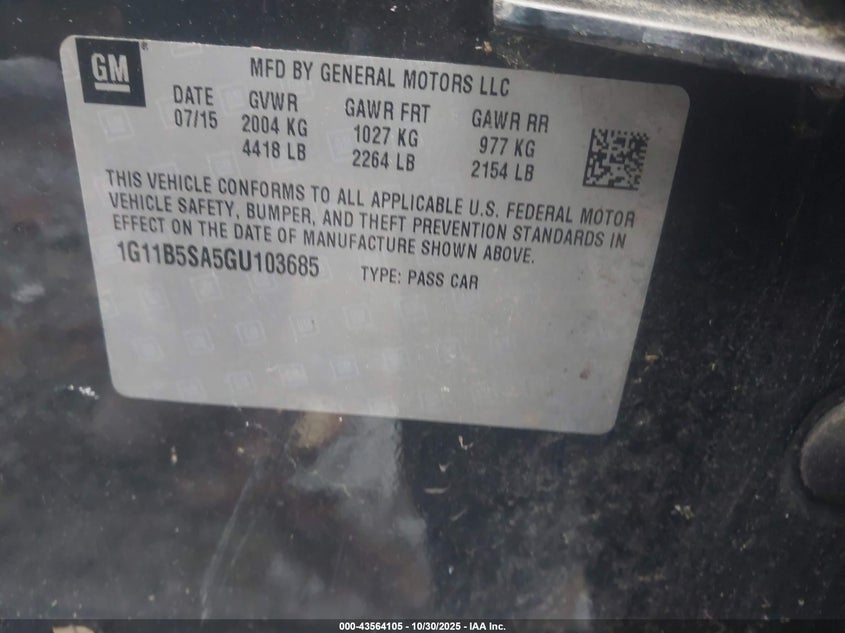 GM
MFD BY GENERAL MOTORS LLC
DATE GVWR GAWR FRT GAWR RR
07/15 2004 KG 1027 KG 977 KG
4418 LB 2264 LB 2154 LB
THIS VEHICLE CONFORMS TO ALL APPLICABLE U.S. FEDERAL MOTOR
VEHICLE SAFETY, BUMPER, AND THEFT PREVENTION STANDARDS IN
EFFECT ON THE DATE OF MANUFACTURE SHOWN ABOVE.
1G11B5SA5GU103685 TYPE: PASS CAR
000-43564105 - 10/30/2025 - IAA Inc.